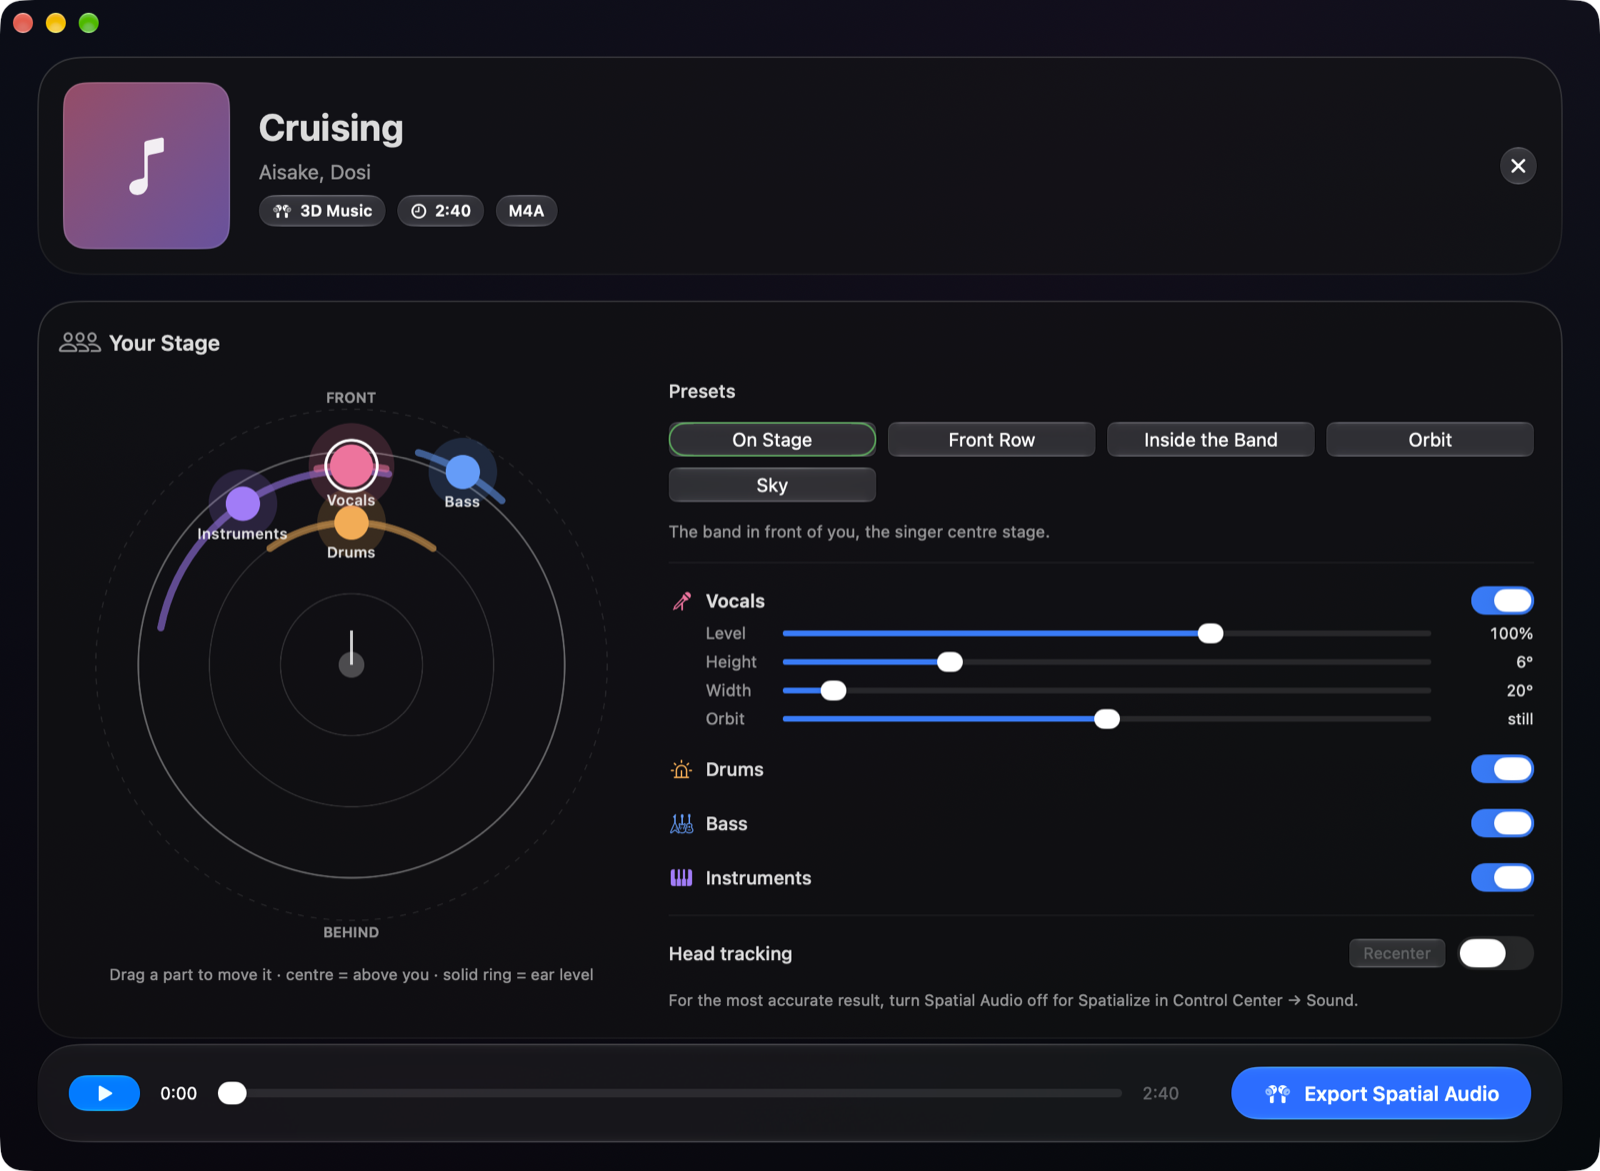 Cruising
Aisake, Dosi
3D Music
2:40
M4A
Your Stage
FRONT
Vocals
Bass
Instruments
Drums
BEHIND
Drag a part to move it · centre = above you · solid ring = ear level
Presets
On Stage
Front Row
Inside the Band
Orbit
Sky
The band in front of you, the singer centre stage.
Vocals
Level 100%
Height 6°
Width 20°
Orbit still
Drums
Bass
Instruments
Head tracking
Recenter
For the most accurate result, turn Spatial Audio off for Spatialize in Control Center → Sound.
0:00
2:40
Export Spatial Audio